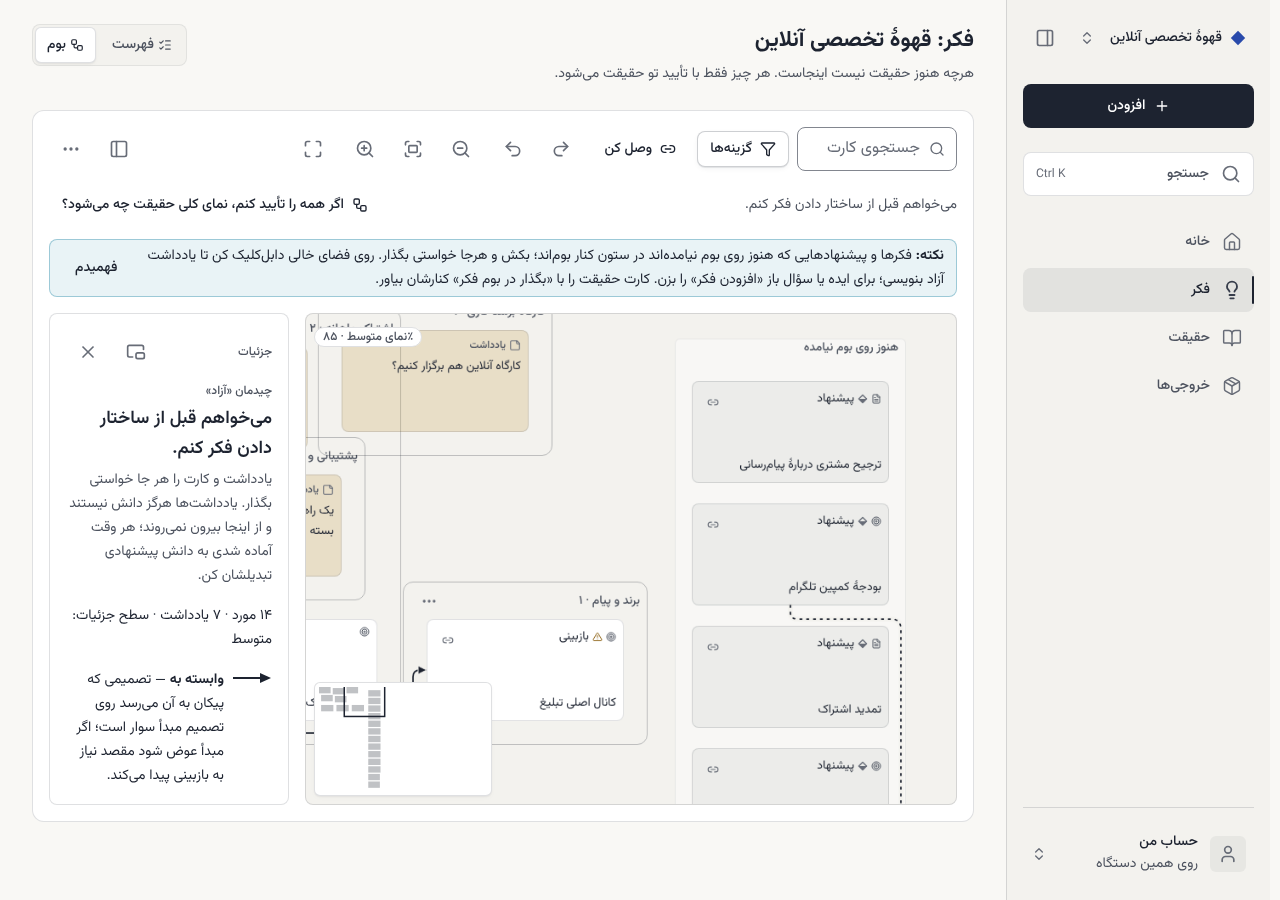 قهوهٔ تخصصی آنلاین
افزودن
جستجو
Ctrl K
خانه
فکر
حقیقت
خروجی‌ها
حساب من
روی همین دستگاه
فکر: قهوهٔ تخصصی آنلاین
هرچه هنوز حقیقت نیست اینجاست. هر چیز فقط با تأیید تو حقیقت می‌شود.
فهرست
بوم
جستجوی کارت
گزینه‌ها
وصل کن
می‌خواهم قبل از ساختار دادن فکر کنم.
اگر همه را تأیید کنم، نمای کلی حقیقت چه می‌شود؟
نکته: فکرها و پیشنهادهایی که هنوز روی بوم نیامده‌اند در ستون کنار بوم‌اند؛ بکش و هرجا خواستی بگذار. روی فضای خالی دابل‌کلیک کن تا یادداشت
آزاد بنویسی؛ برای ایده یا سؤال باز «افزودن فکر» را بزن. کارت حقیقت را با «بگذار در بوم فکر» کنارشان بیاور.
فهمیدم
هنوز روی بوم نیامده
پیشنهاد
ترجیح مشتری دربارهٔ پیام‌رسانی
پیشنهاد
بودجهٔ کمپین تلگرام
پیشنهاد
تمدید اشتراک
پیشنهاد
نمای متوسط · ۸۵٪
یادداشت
کارگاه آنلاین هم برگزار کنیم؟
پشتیبانی و
یک راه
بسته
برند و پیام · ۱
بازبینی
کانال اصلی تبلیغ
جزئیات
چیدمان «آزاد»
می‌خواهم قبل از ساختار
دادن فکر کنم.
یادداشت و کارت را هر جا خواستی
بگذار. یادداشت‌ها هرگز دانش نیستند
و از اینجا بیرون نمی‌روند؛ هر وقت
آماده شدی به دانش پیشنهادی
تبدیلشان کن.
۱۴ مورد · ۷ یادداشت · سطح جزئیات:
متوسط
وابسته به — تصمیمی که
پیکان به آن می‌رسد روی
تصمیم مبدأ سوار است؛ اگر
مبدأ عوض شود مقصد نیاز
به بازبینی پیدا می‌کند.